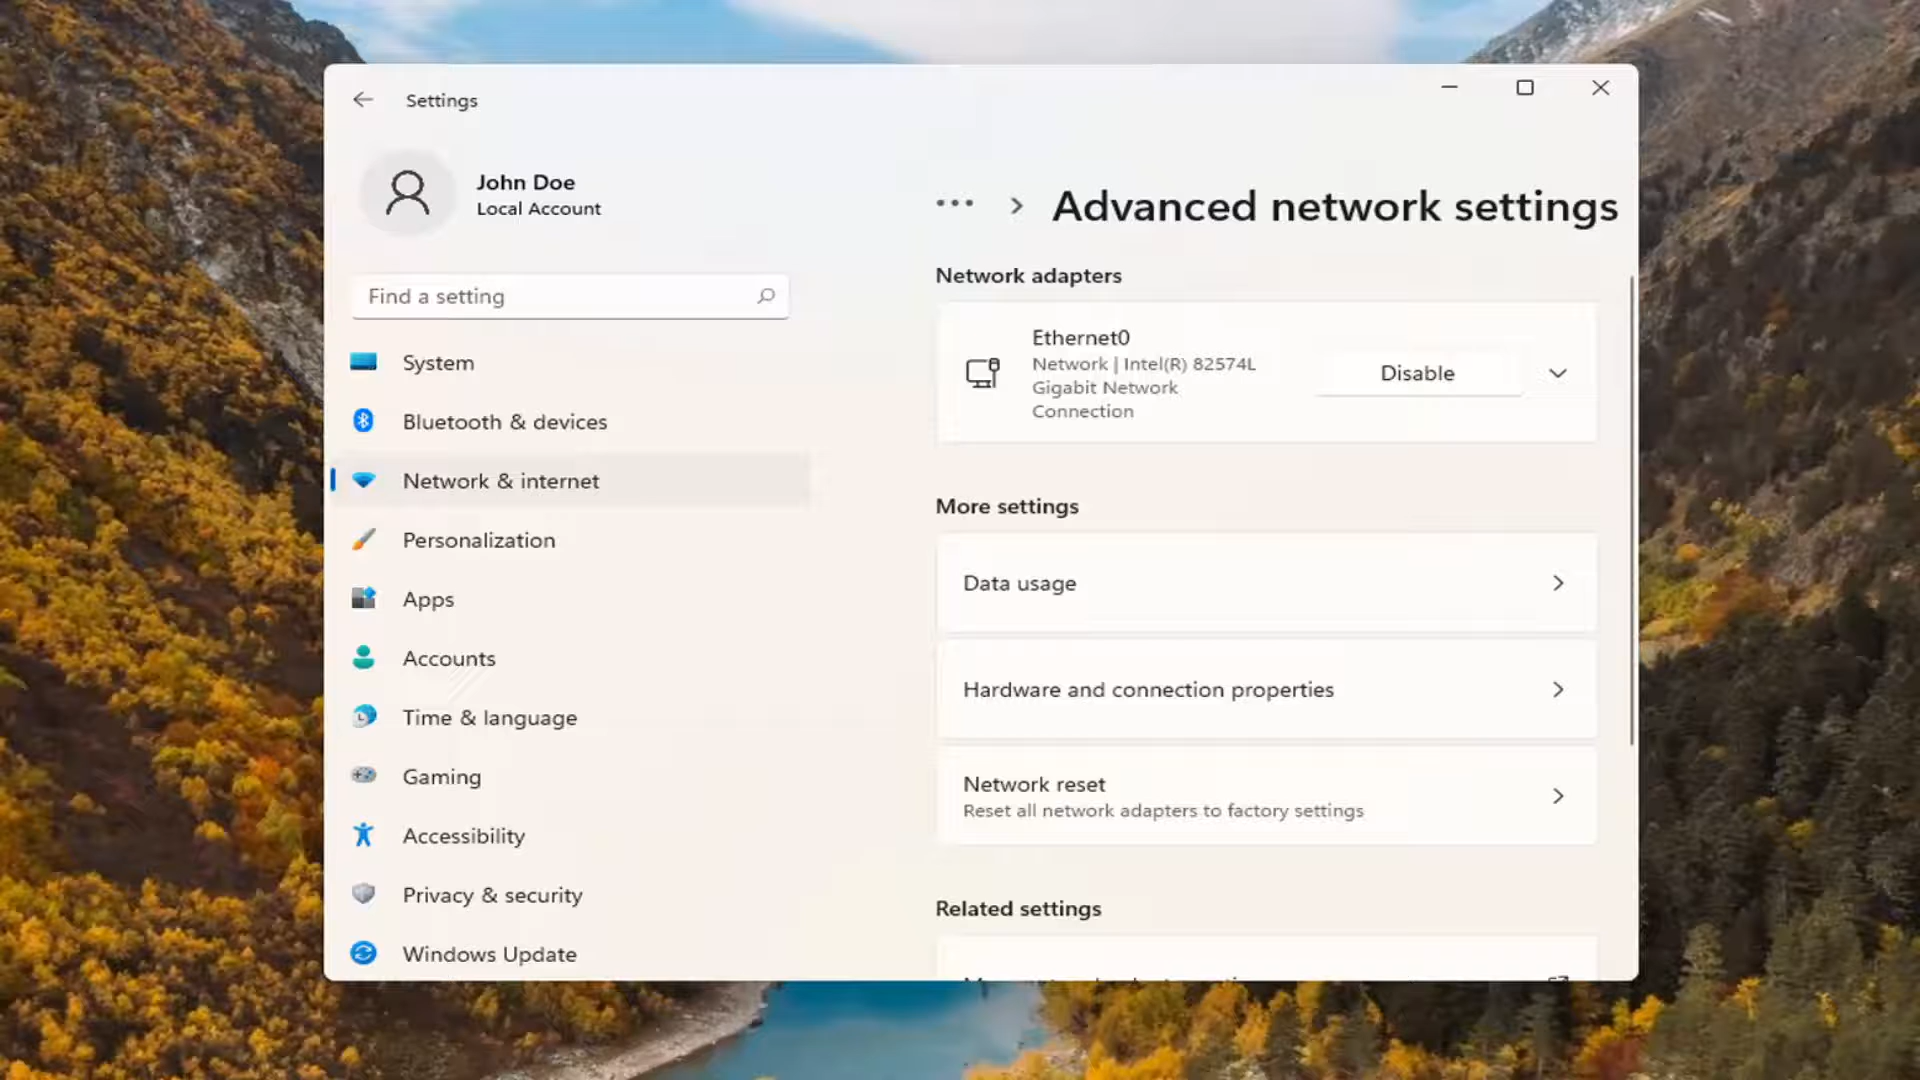 Settings
John Doe
Local Account
Find a setting
System
Bluetooth & devices
Network & internet
Personalization
Apps
Accounts
Time & language
Gaming
Accessibility
Privacy & security
Windows Update
Advanced network settings
Network adapters
Ethernet0
Network | Intel(R) 82574L
Gigabit Network
Connection
Disable
More settings
Data usage
Hardware and connection properties
Network reset
Reset all network adapters to factory settings
Related settings